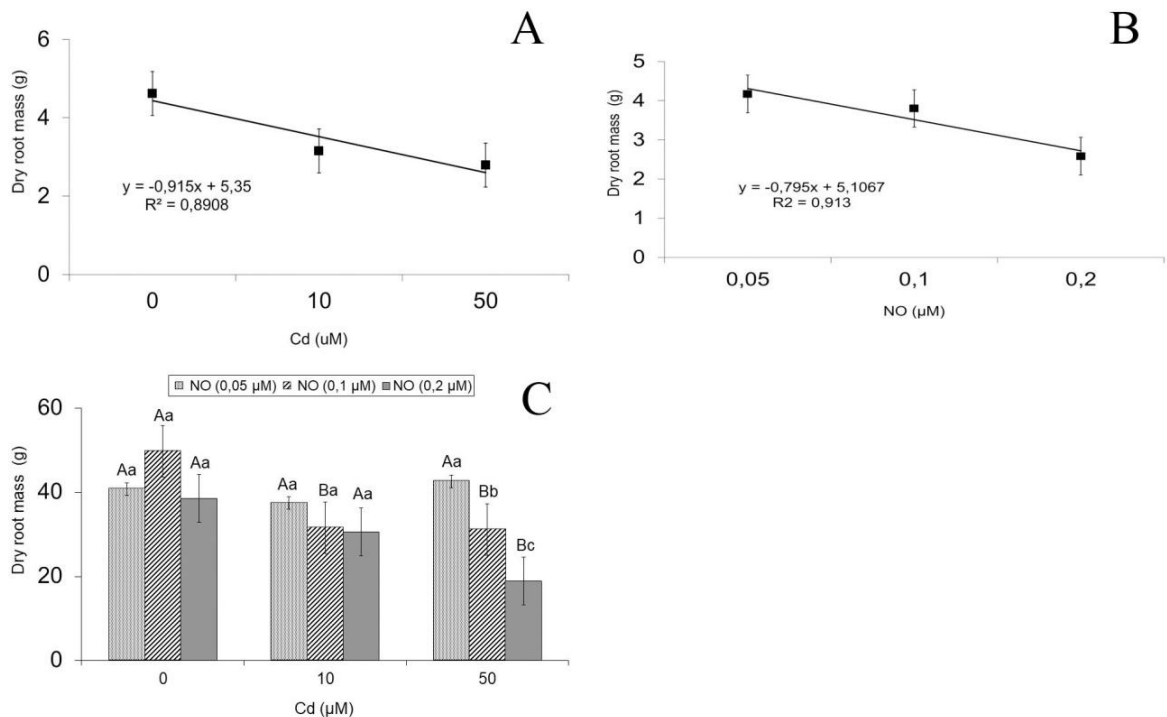 A
Dry root mass (g)
6
4
2
0
y = -0,915x + 5,35
R² = 0,8908
0 10 50
Cd (uM)
B
Dry root mass (g)
5
4
3
2
1
0
y = -0,795x + 5,1067
R2 = 0,913
0,05 0,1 0,2
NO (µM)
C
NO (0,05 µM) NO (0,1 µM) NO (0,2 µM)
Dry root mass (g)
60
40
20
0
Aa Aa Aa Aa Ba Aa Aa Bb Bc
0 10 50
Cd (µM)